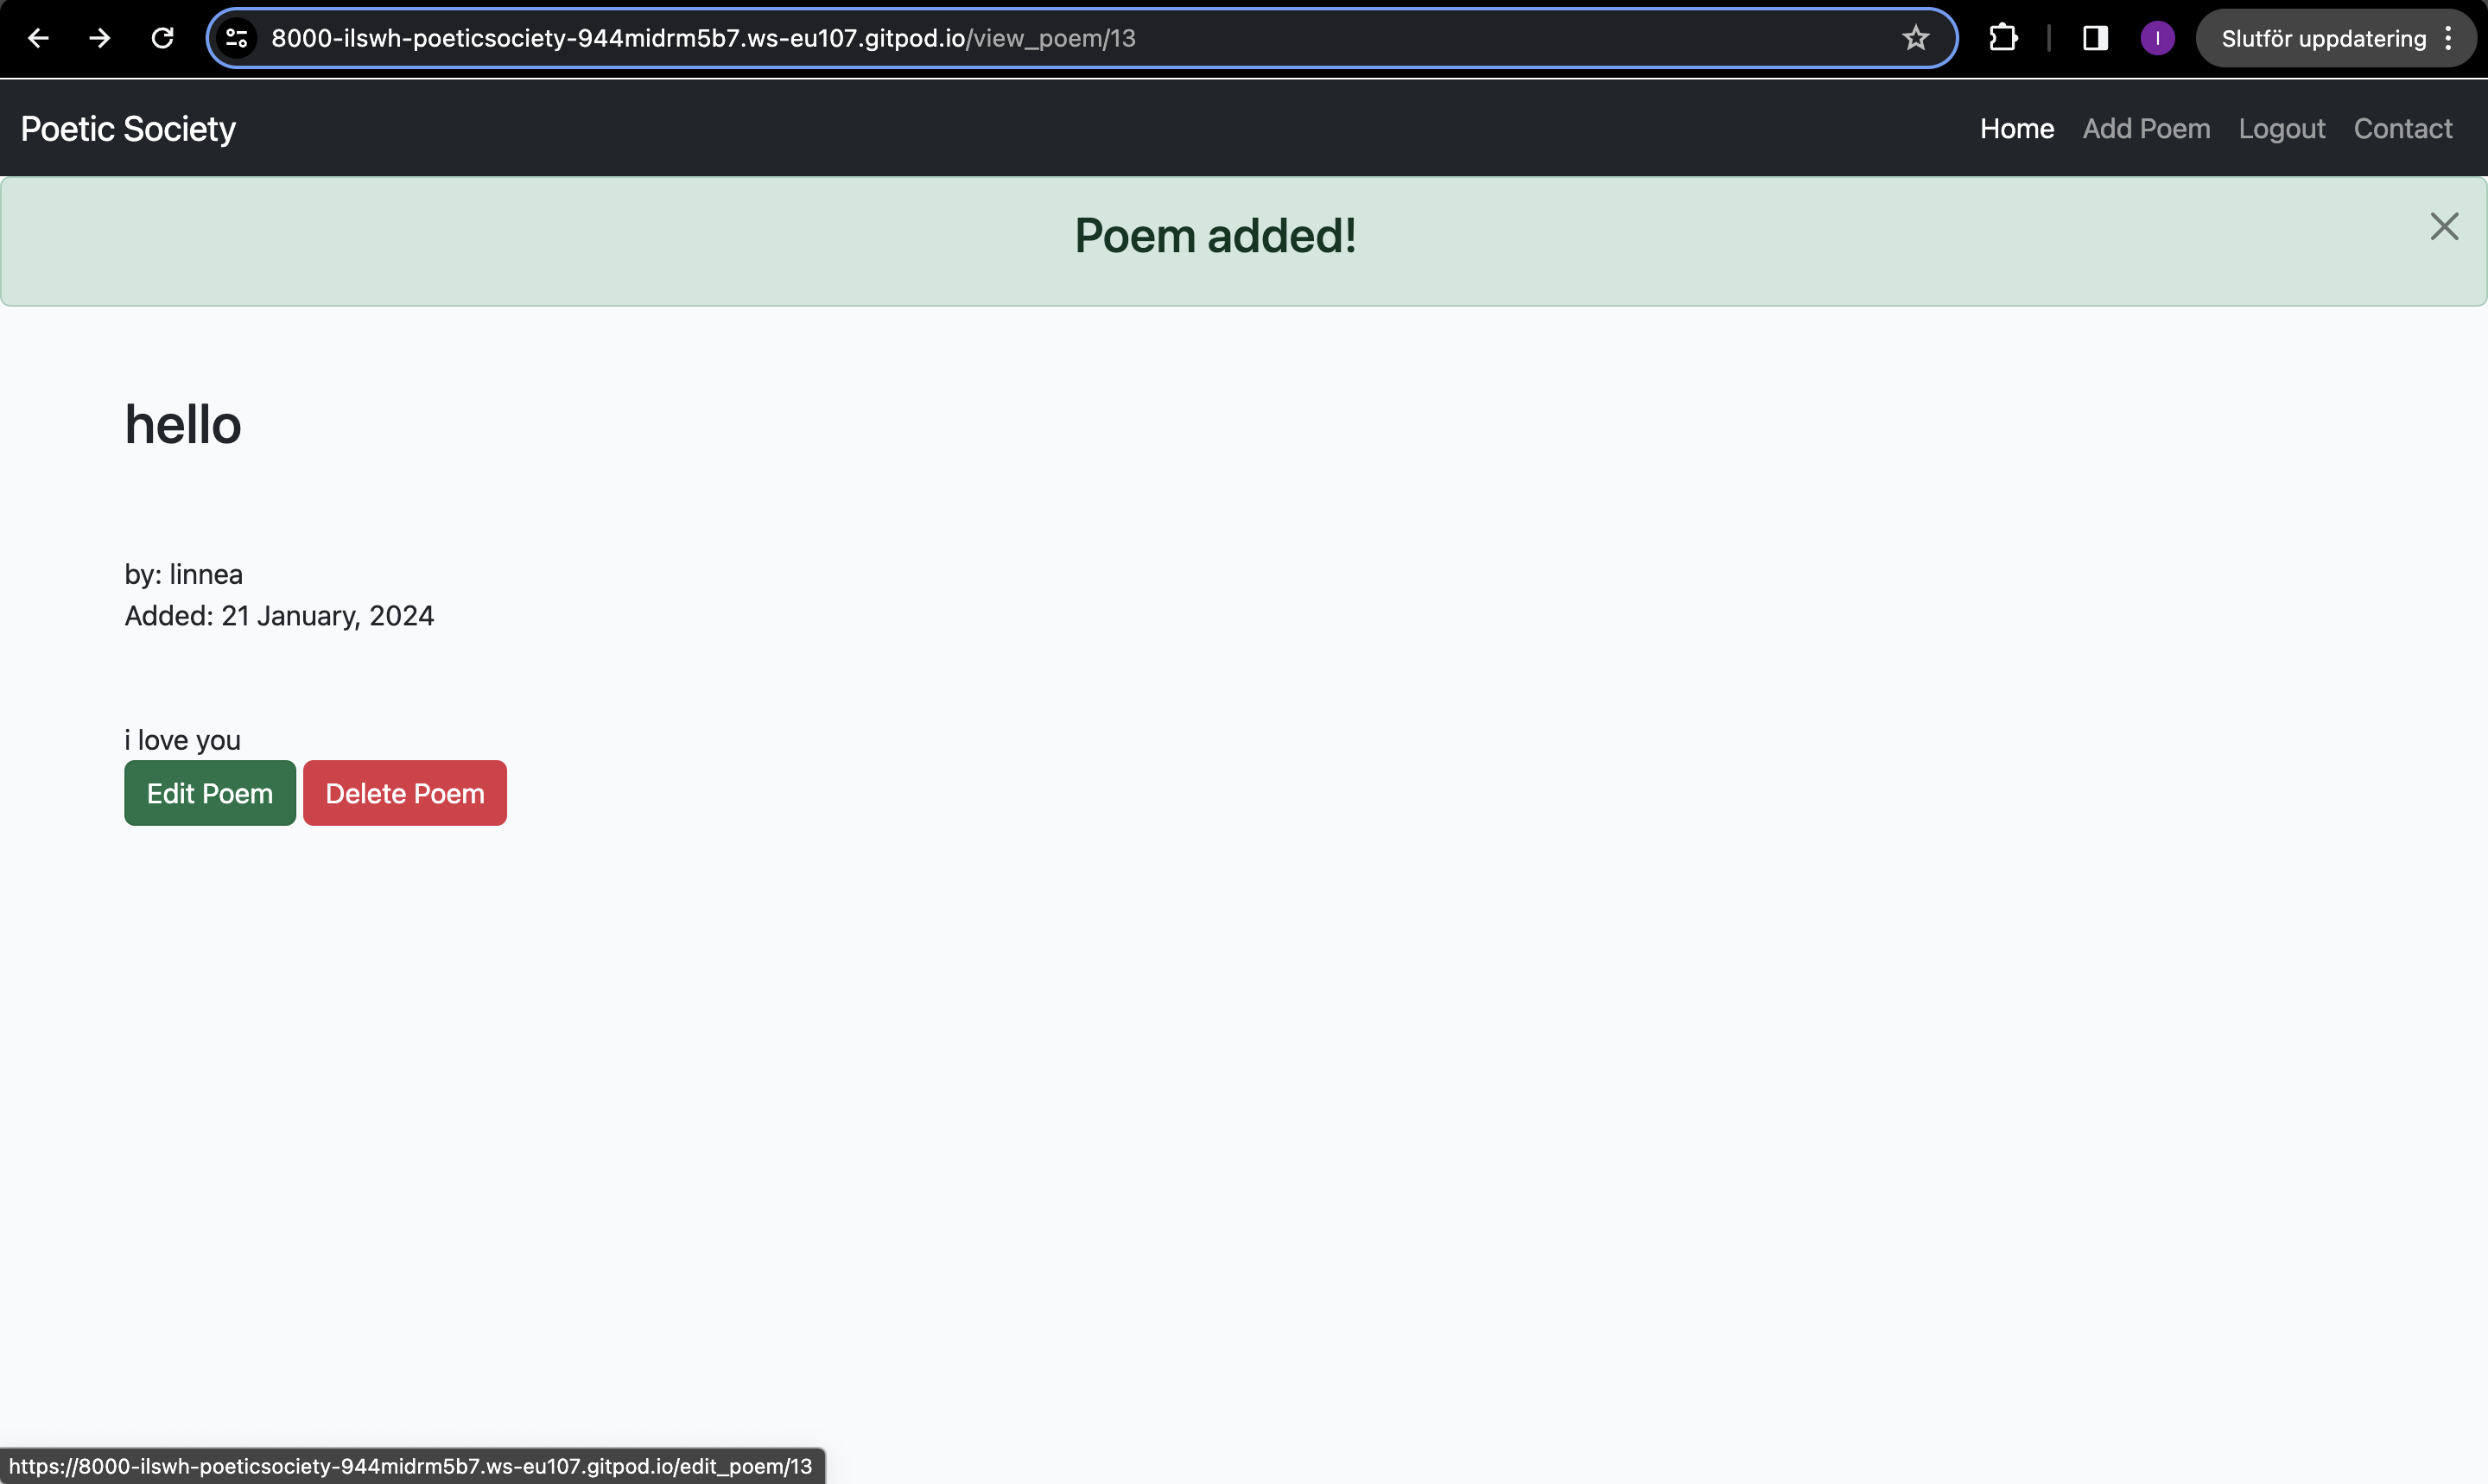 8000-ilswh-poeticsociety-944midrm5b7.ws-eu107.gitpod.io/view_poem/13
I
Slutför uppdatering
Poetic Society
Home Add Poem Logout Contact
Poem added!
hello
by: linnea
Added: 21 January, 2024
i love you
Edit Poem Delete Poem
https://8000-ilswh-poeticsociety-944midrm5b7.ws-eu107.gitpod.io/edit_poem/13